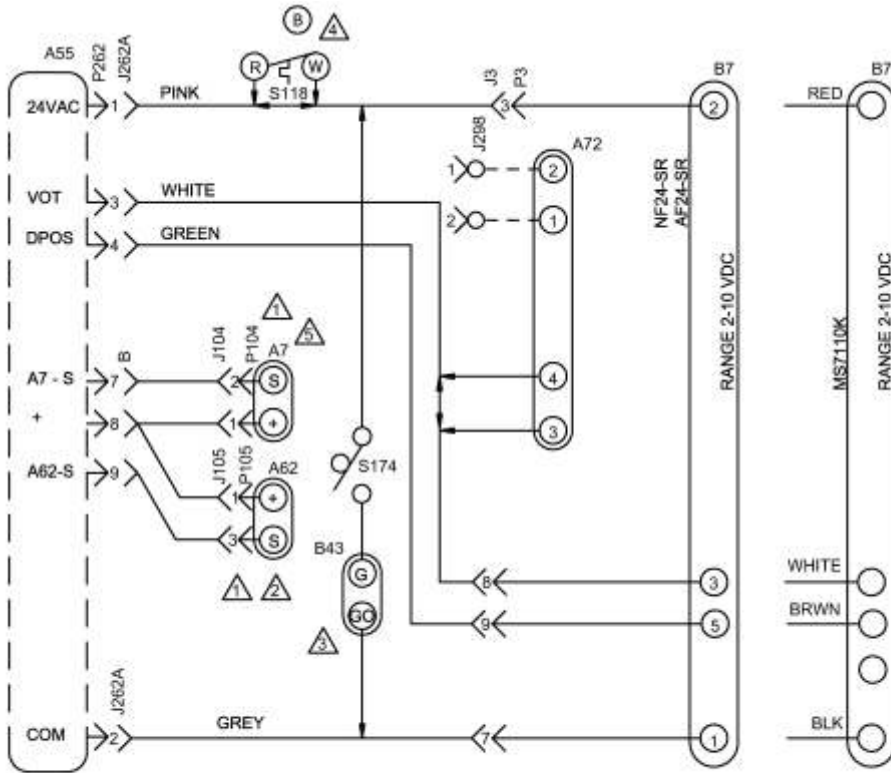 B
4
A55
P262
J262A
R
W
S118
PINK
24VAC
1
J3
P3
3
B7
2
RED
B7
J298
A72
1
2
2
1
VOT
3
WHITE
DPOS
4
GREEN
NF24-SR
AF24-SR
RANGE 2-10 VDC
MS7110K
RANGE 2-10 VDC
1
5
J104
P104
A7
A7 - S
7
B
2
S
+
8
1
+
4
3
A62-S
9
J105
P105
A62
1
+
3
S
S174
1
2
B43
G
GO
3
8
3
WHITE
9
5
BRWN
J262A
COM
2
GREY
7
1
BLK